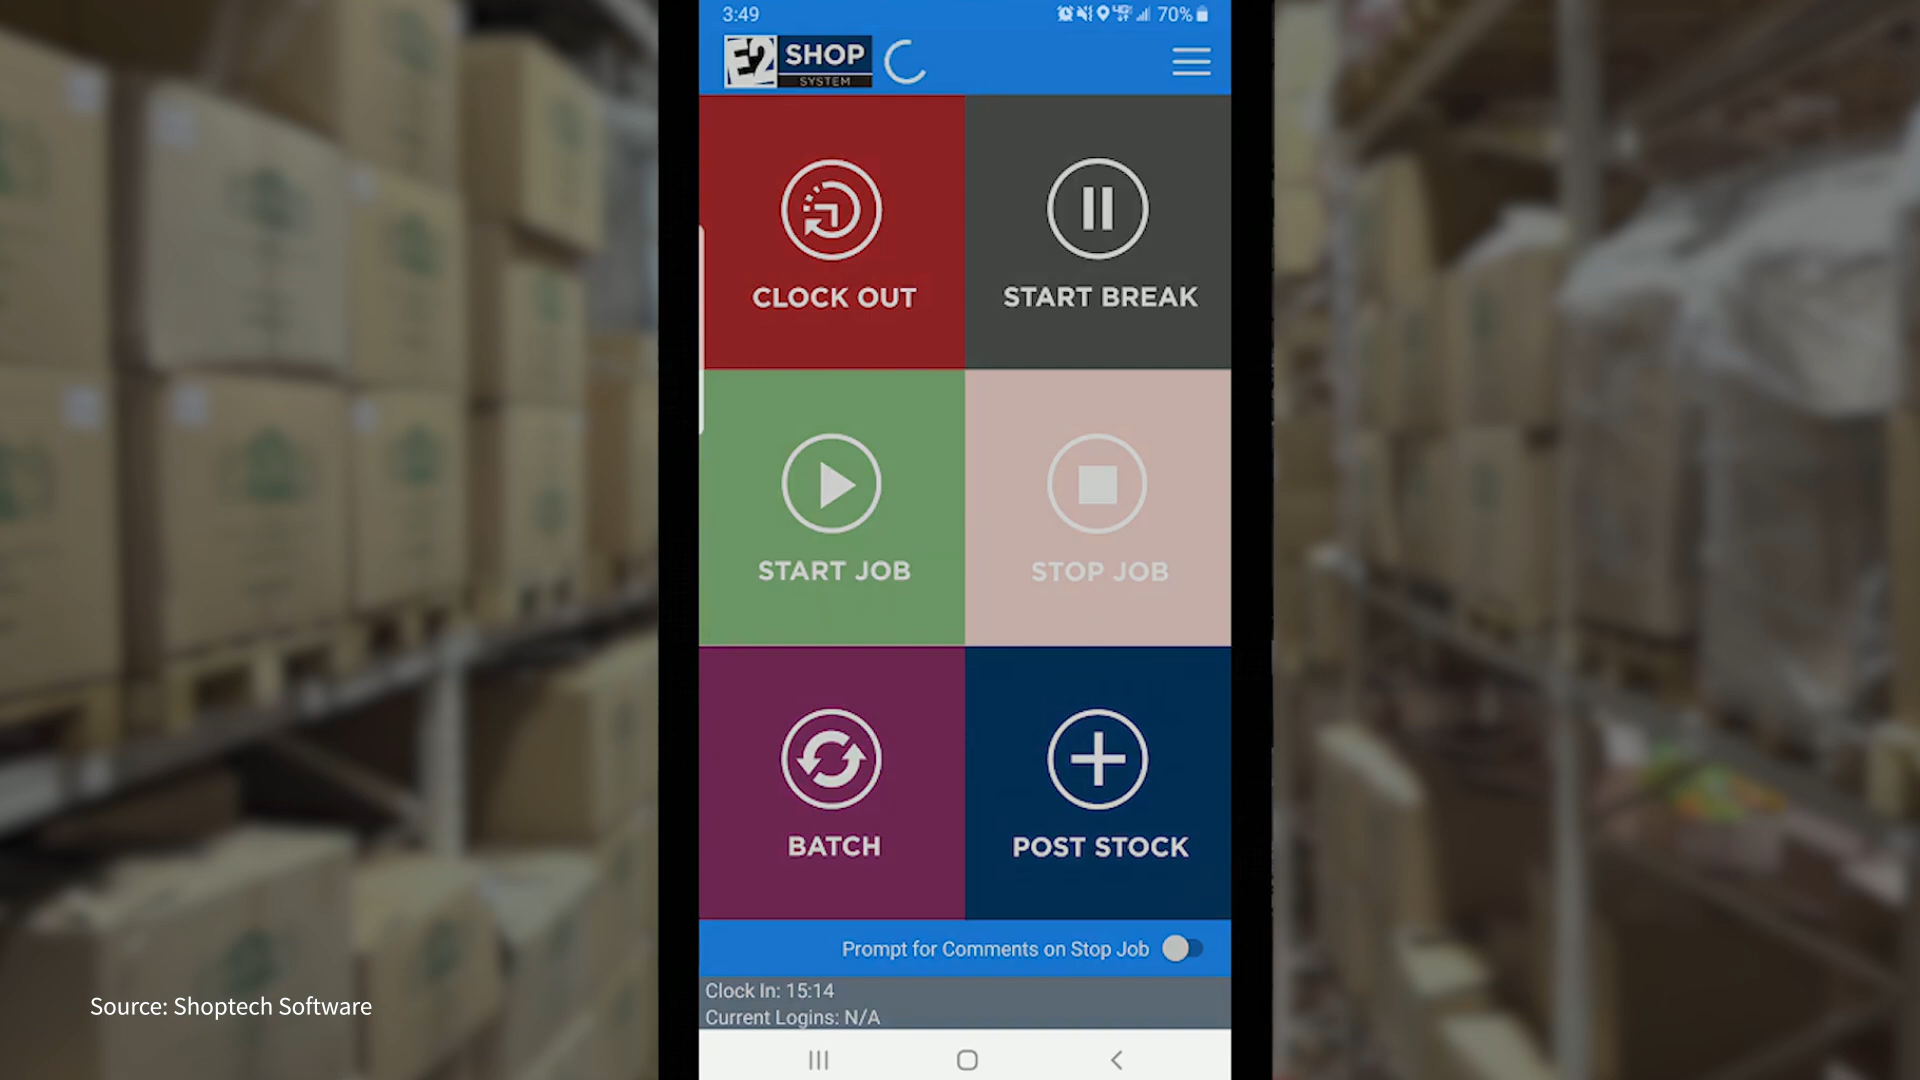 3:49
70%
E2 SHOP
SYSTEM
CLOCK OUT
START BREAK
START JOB
STOP JOB
BATCH
POST STOCK
Prompt for Comments on Stop Job
Clock In: 15:14
Current Logins: N/A
Source: Shoptech Software